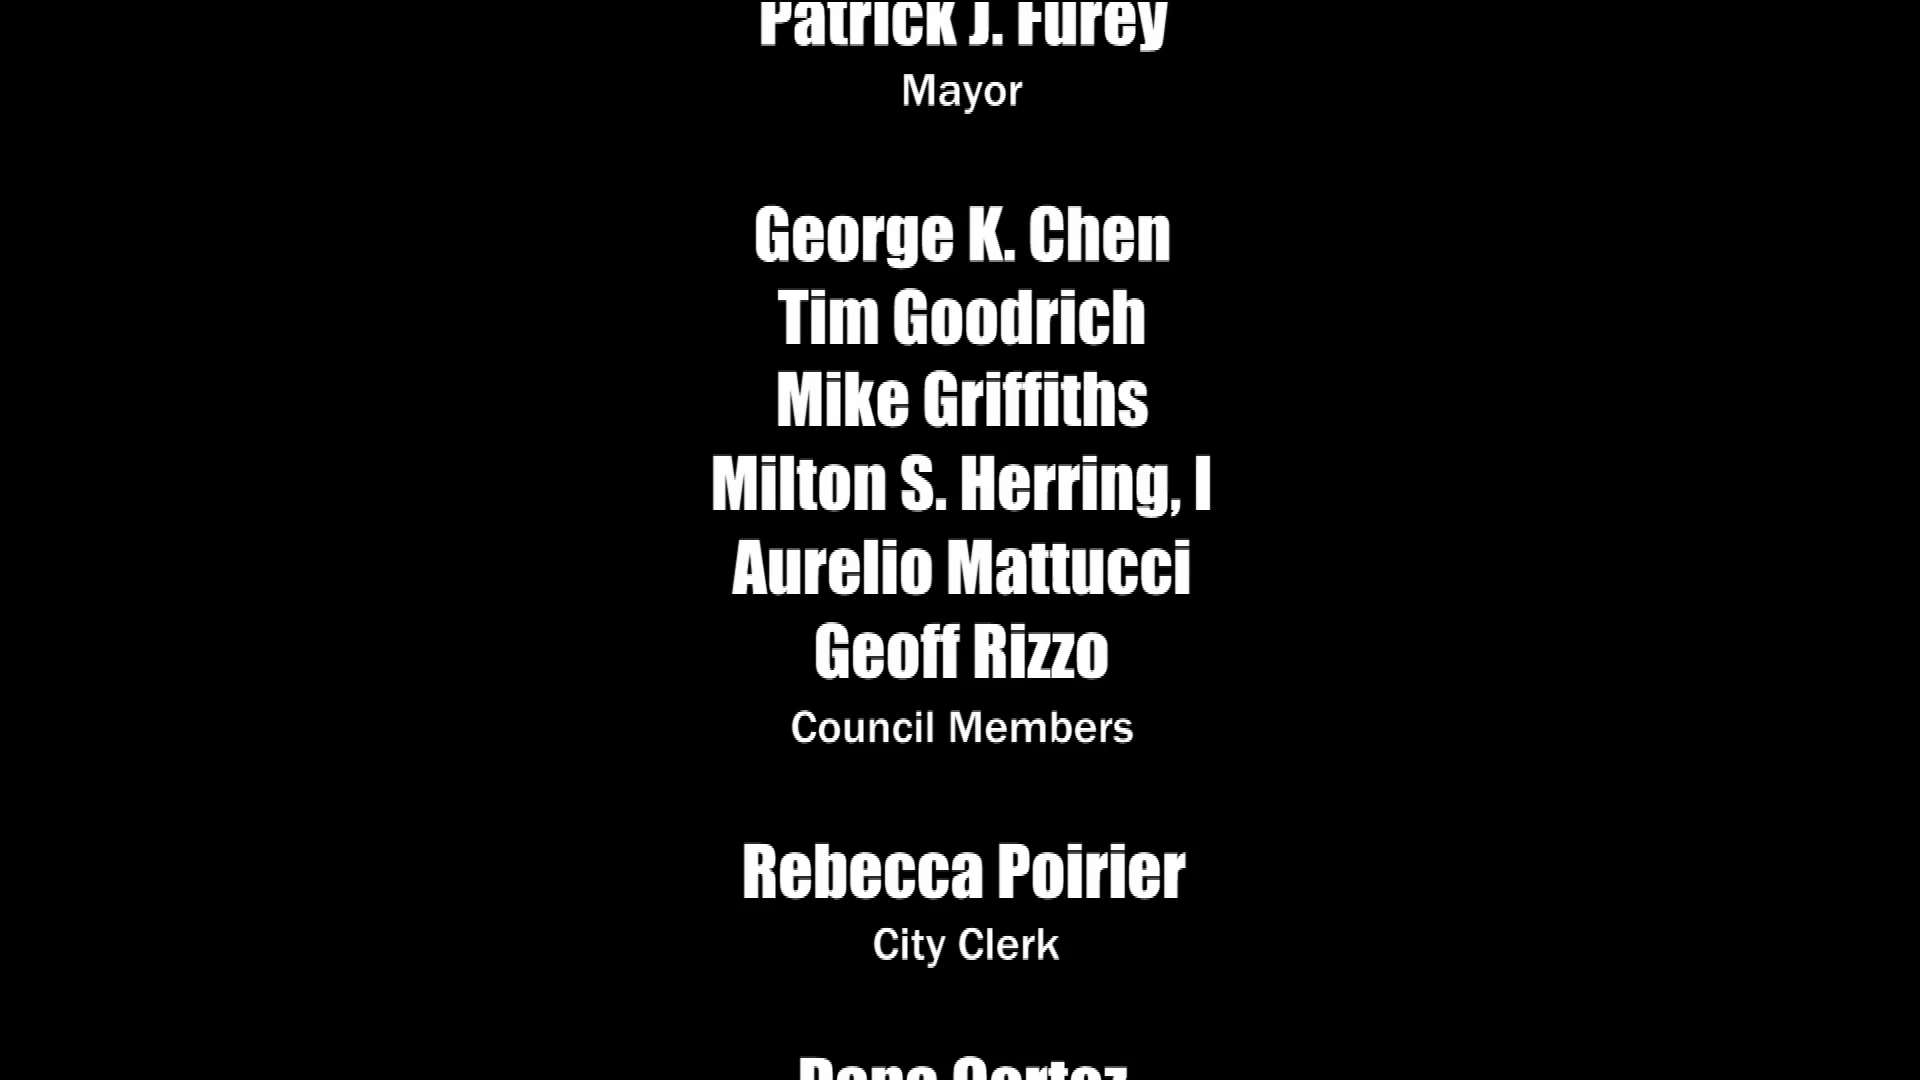 Patrick J. Furey
Mayor
George K. Chen
Tim Goodrich
Mike Griffiths
Milton S. Herring, I
Aurelio Mattucci
Geoff Rizzo
Council Members
Rebecca Poirier
City Clerk